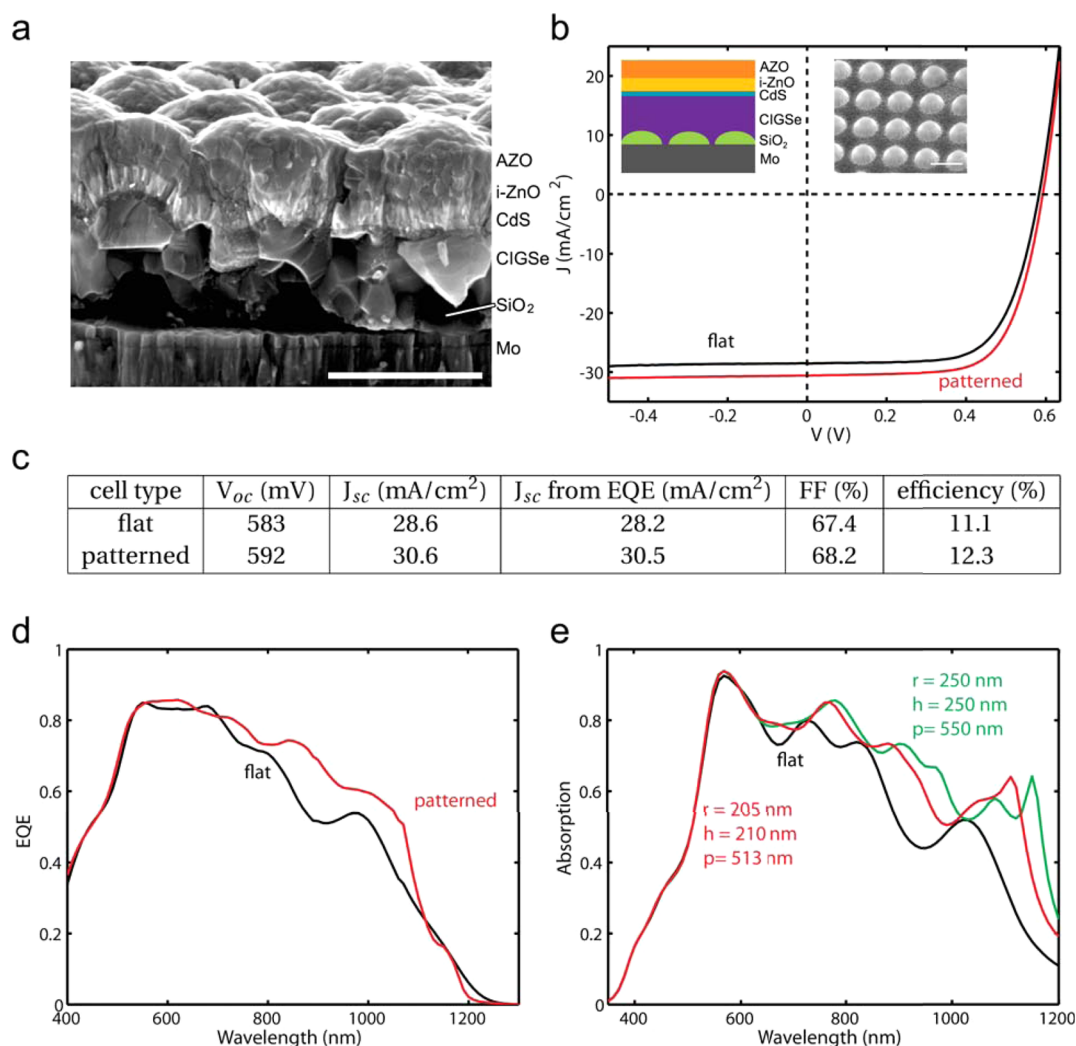 a
AZO
i-ZnO
CdS
CIGSe
SiO₂
Mo
b
AZO
i-ZnO
CdS
CIGSe
SiO₂
Mo
20
10
0
-10
-20
-30
J (mA/cm²)
flat
patterned
-0.4 -0.2 0 0.2 0.4 0.6
V (V)
c
cell type V_oc (mV) J_sc (mA/cm²) J_sc from EQE (mA/cm²) FF (%) efficiency (%)
flat 583 28.6 28.2 67.4 11.1
patterned 592 30.6 30.5 68.2 12.3
d
1
0.8
0.6
0.4
0.2
0
EQE
flat
patterned
400 600 800 1000 1200
Wavelength (nm)
e
1
0.8
0.6
0.4
0.2
0
Absorption
r = 250 nm
h = 250 nm
p= 550 nm
flat
r = 205 nm
h = 210 nm
p= 513 nm
400 600 800 1000 1200
Wavelength (nm)